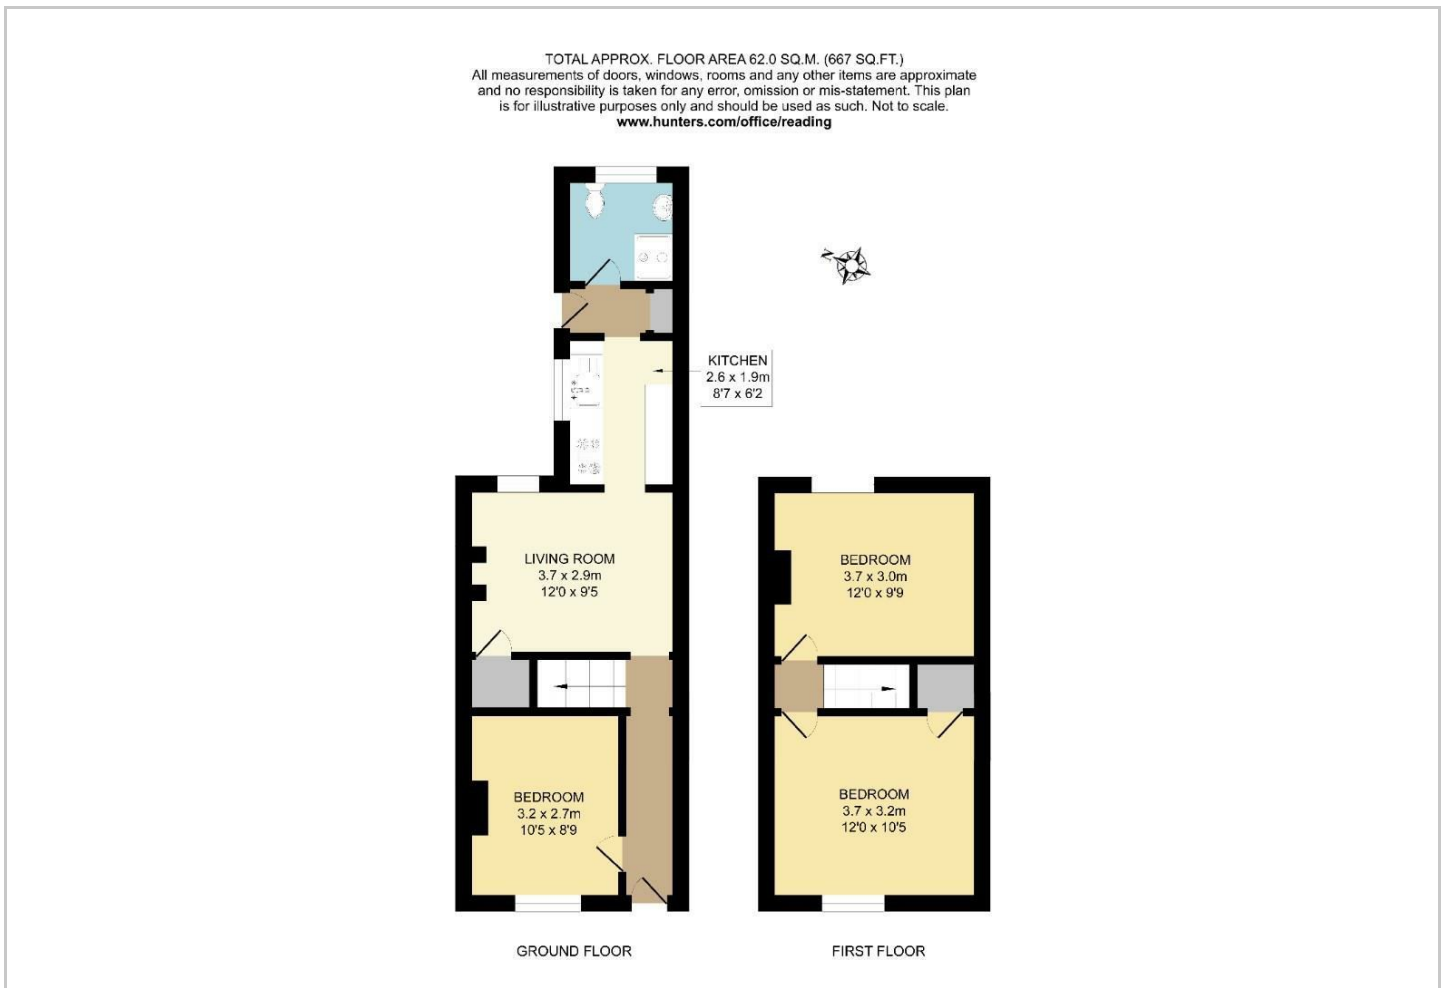 TOTAL APPROX. FLOOR AREA 62.0 SQ.M. (667 SQ.FT.)
All measurements of doors, windows, rooms and any other items are approximate
and no responsibility is taken for any error, omission or mis-statement. This plan
is for illustrative purposes only and should be used as such. Not to scale.
www.hunters.com/office/reading
N
KITCHEN
2.6 x 1.9m
8'7 x 6'2
LIVING ROOM
3.7 x 2.9m
12'0 x 9'5
BEDROOM
3.7 x 3.0m
12'0 x 9'9
BEDROOM
3.2 x 2.7m
10'5 x 8'9
BEDROOM
3.7 x 3.2m
12'0 x 10'5
GROUND FLOOR
FIRST FLOOR